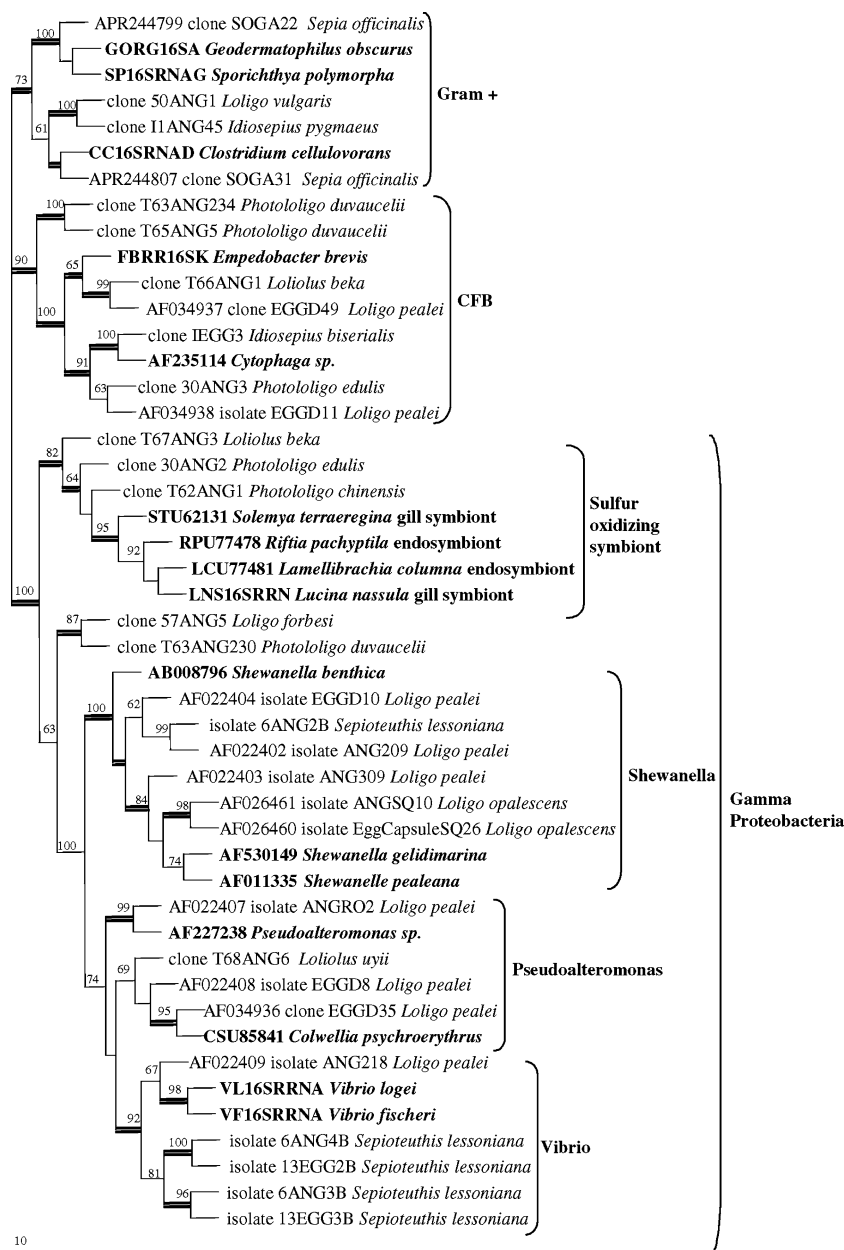 APR244799 clone SOGA22 Sepia officinalis
100
GORG16SA Geodermatophilus obscurus
SP16SRNAG Sporichthya polymorpha
73
Gram +
clone 50ANG1 Loligo vulgaris
100
clone I1ANG45 Idiosepius pygmaeus
61
CC16SRNAD Clostridium cellulovorans
APR244807 clone SOGA31 Sepia officinalis
clone T63ANG234 Photololigo duvaucelii
100
clone T65ANG5 Photololigo duvaucelii
FBRR16SK Empedobacter brevis
90
65
clone T66ANG1 Loliolus beka
99
CFB
AF034937 clone EGGD49 Loligo pealei
100
clone IEGG3 Idiosepius biserialis
100
AF235114 Cytophaga sp.
91
clone 30ANG3 Photololigo edulis
63
AF034938 isolate EGGD11 Loligo pealei
clone T67ANG3 Loliolus beka
82
clone 30ANG2 Photololigo edulis
64
clone T62ANG1 Photololigo chinensis
Sulfur
oxidizing
symbiont
STU62131 Solemya terraeregina gill symbiont
95
RPU77478 Riftia pachyptila endosymbiont
92
LCU77481 Lamellibrachia columna endosymbiont
LNS16SRRN Lucina nassula gill symbiont
100
clone 57ANG5 Loligo forbesi
87
clone T63ANG230 Photololigo duvaucelii
AB008796 Shewanella benthica
AF022404 isolate EGGD10 Loligo pealei
100
62
isolate 6ANG2B Sepioteuthis lessoniana
63
99
AF022402 isolate ANG209 Loligo pealei
AF022403 isolate ANG309 Loligo pealei
Shewanella
84
AF026461 isolate ANGSQ10 Loligo opalescens
98
Gamma
Proteobacteria
AF026460 isolate EggCapsuleSQ26 Loligo opalescens
100
AF530149 Shewanella gelidimarina
74
AF011335 Shewanelle pealeana
AF022407 isolate ANGRO2 Loligo pealei
99
AF227238 Pseudoalteromonas sp.
clone T68ANG6 Loliolus uyii
74
69
Pseudoalteromonas
AF022408 isolate EGGD8 Loligo pealei
AF034936 clone EGGD35 Loligo pealei
95
CSU85841 Colwellia psychroerythrus
AF022409 isolate ANG218 Loligo pealei
67
VL16SRRNA Vibrio logei
98
VF16SRRNA Vibrio fischeri
92
isolate 6ANG4B Sepioteuthis lessoniana
100
Vibrio
isolate 13EGG2B Sepioteuthis lessoniana
81
isolate 6ANG3B Sepioteuthis lessoniana
96
isolate 13EGG3B Sepioteuthis lessoniana
10